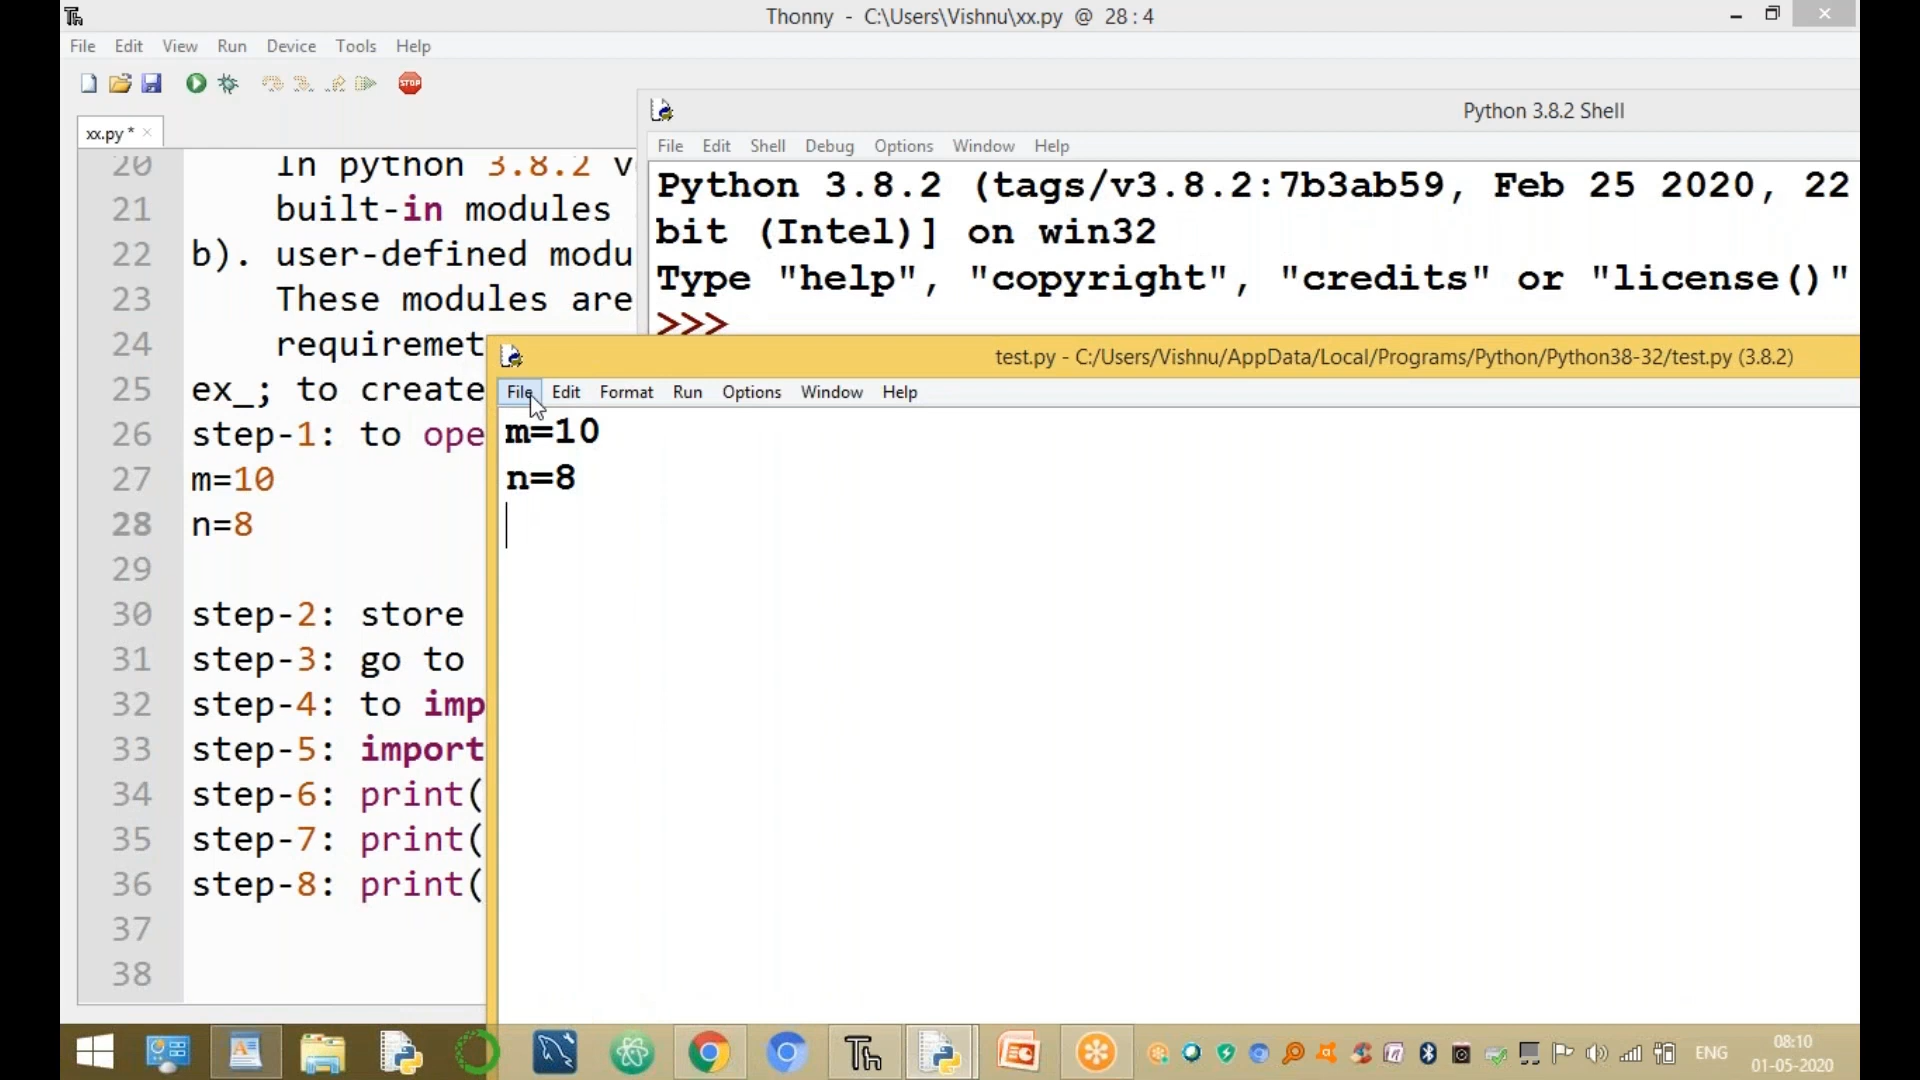 Thonny - C:\Users\Vishnu\xx.py @ 28 : 4
File Edit View Run Device Tools Help
STOP
xx.py *
20 In python 3.8.2 v
21 built-in modules
22 b). user-defined modu
23 These modules are
24 requiremet
25 ex_; to create
26 step-1: to ope
27 m=10
28 n=8
29
30 step-2: store
31 step-3: go to
32 step-4: to imp
33 step-5: import
34 step-6: print(
35 step-7: print(
36 step-8: print(
37
38
Python 3.8.2 Shell
File Edit Shell Debug Options Window Help
Python 3.8.2 (tags/v3.8.2:7b3ab59, Feb 25 2020, 22
bit (Intel)] on win32
Type "help", "copyright", "credits" or "license()"
>>>
test.py - C:/Users/Vishnu/AppData/Local/Programs/Python/Python38-32/test.py (3.8.2)
File Edit Format Run Options Window Help
m=10
n=8
Th
ENG
08:10
01-05-2020